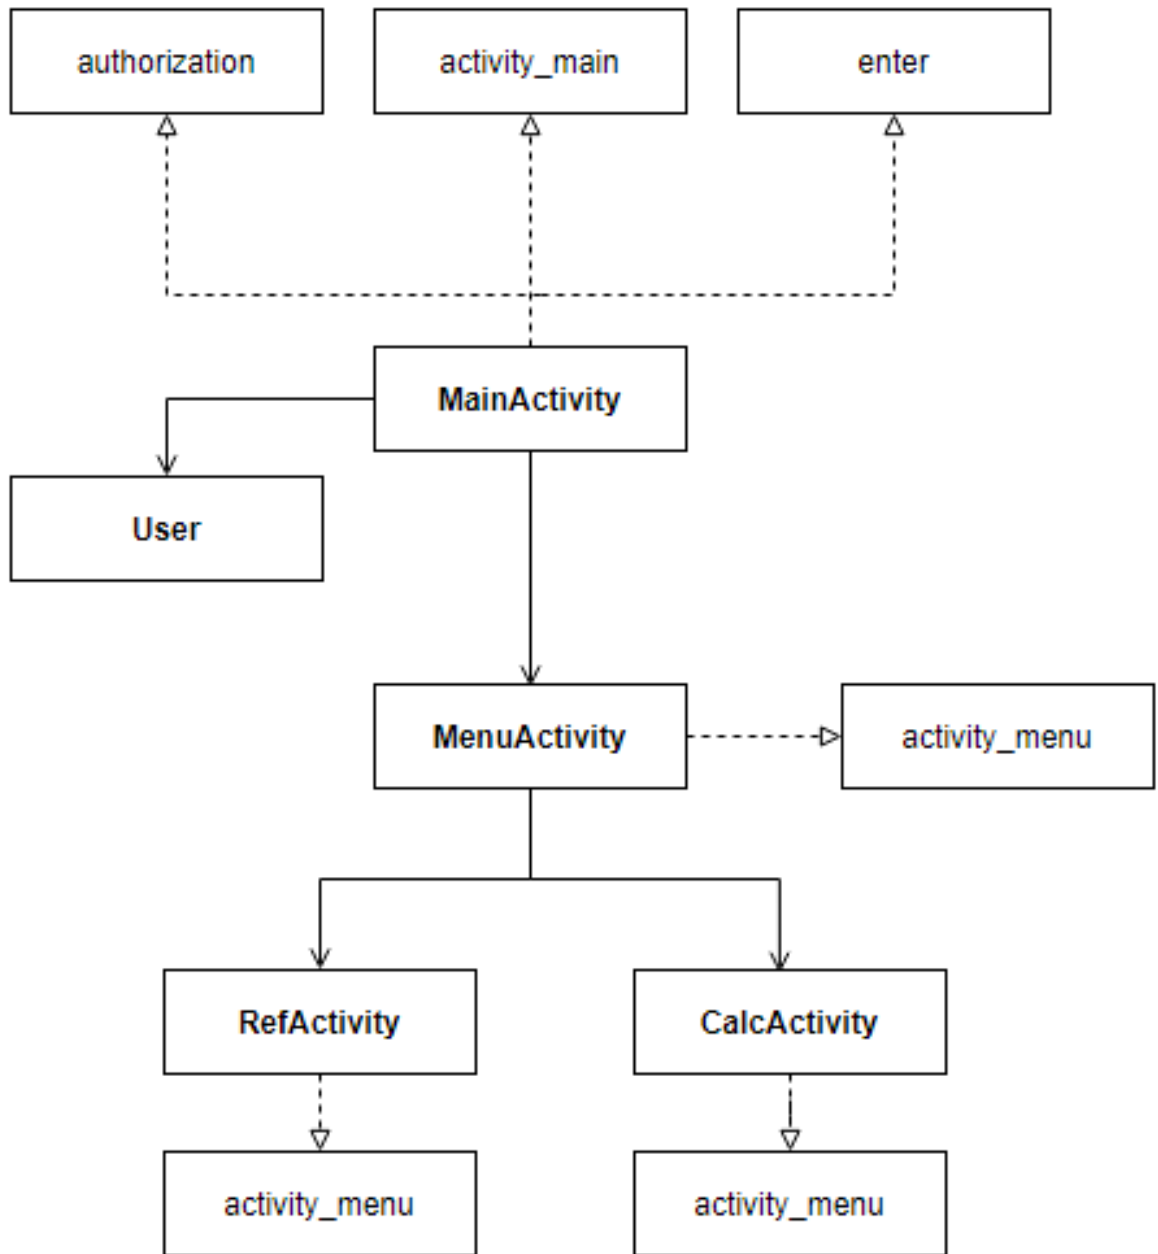 authorization
activity_main
enter
MainActivity
User
MenuActivity
activity_menu
RefActivity
CalcActivity
activity_menu
activity_menu